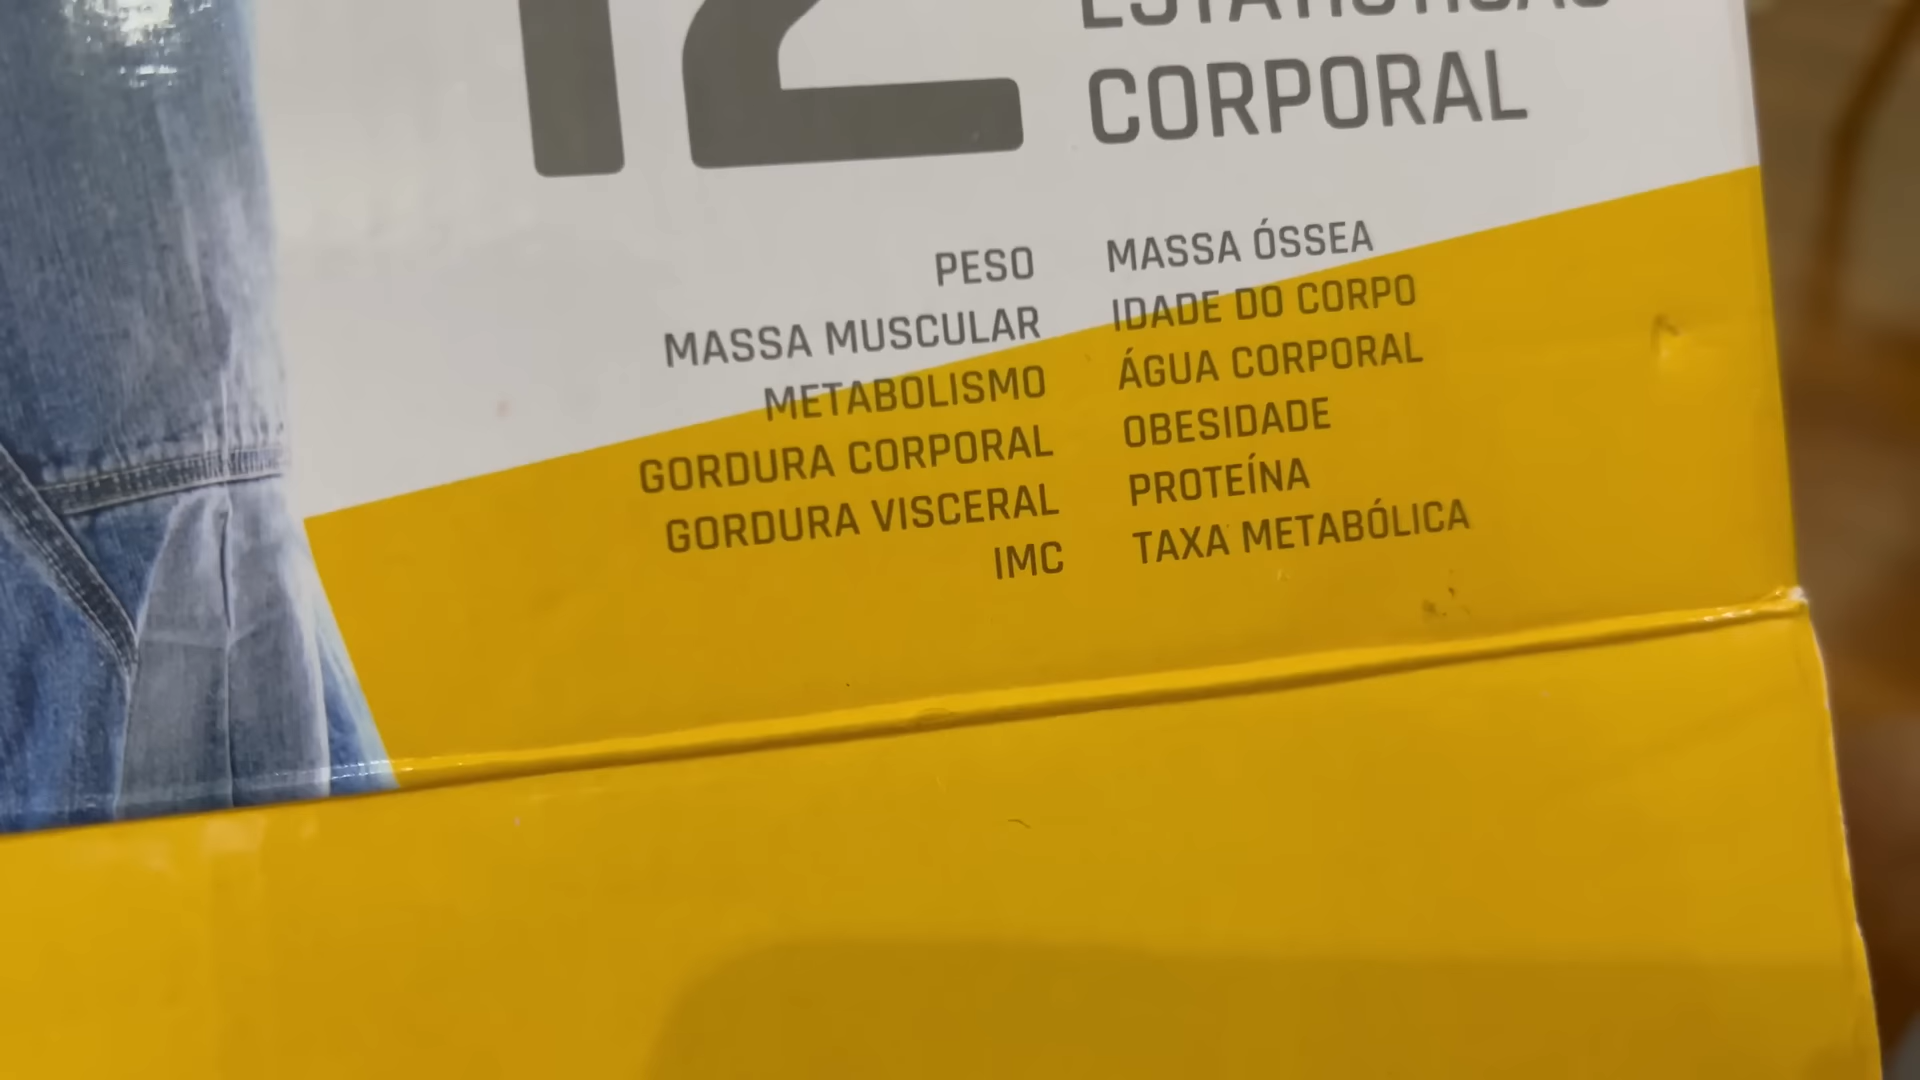 12
CORPORAL
PESO
MASSA MUSCULAR
METABOLISMO
GORDURA CORPORAL
GORDURA VISCERAL
IMC
MASSA ÓSSEA
IDADE DO CORPO
ÁGUA CORPORAL
OBESIDADE
PROTEÍNA
TAXA METABÓLICA